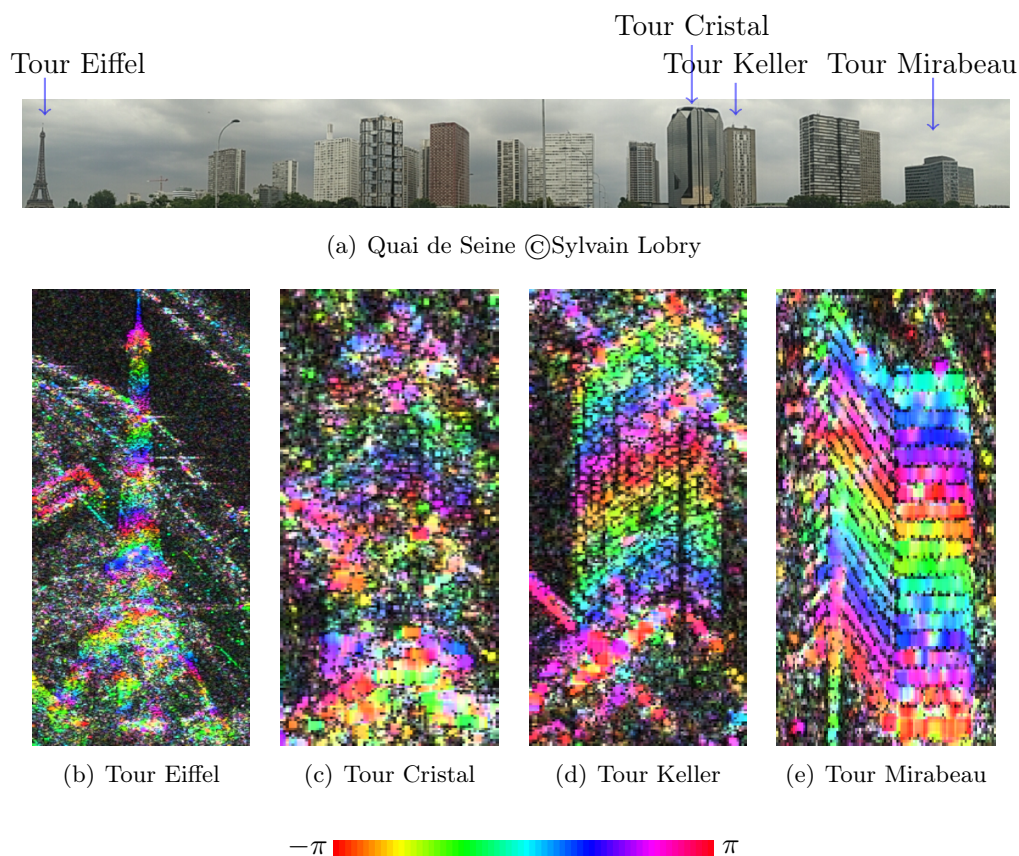 Tour Cristal
Tour Eiffel
Tour Keller
Tour Mirabeau
(a) Quai de Seine ©Sylvain Lobry
(b) Tour Eiffel
(c) Tour Cristal
(d) Tour Keller
(e) Tour Mirabeau
−π
π